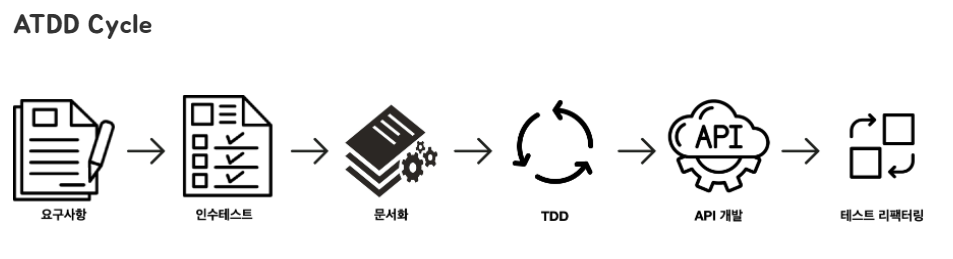 ATDD Cycle
API
요구사항
인수테스트
문서화
TDD
API 개발
테스트 리팩터링